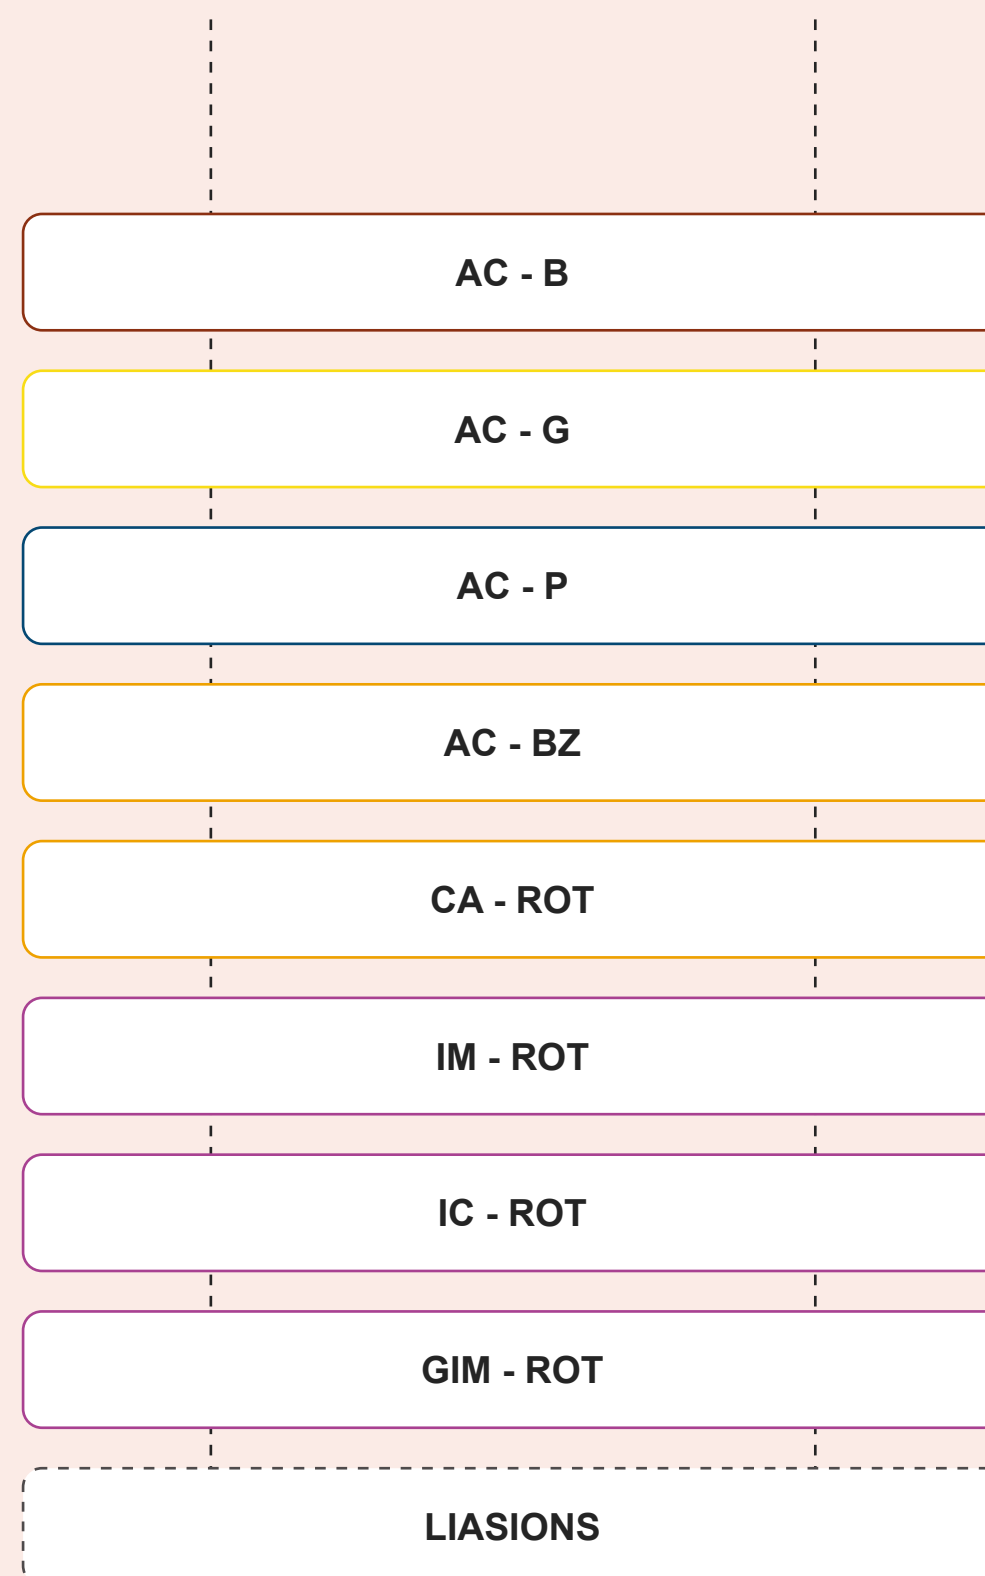 AC - B
AC - G
AC - P
AC - BZ
CA - ROT
IM - ROT
IC - ROT
GIM - ROT
LIASIONS